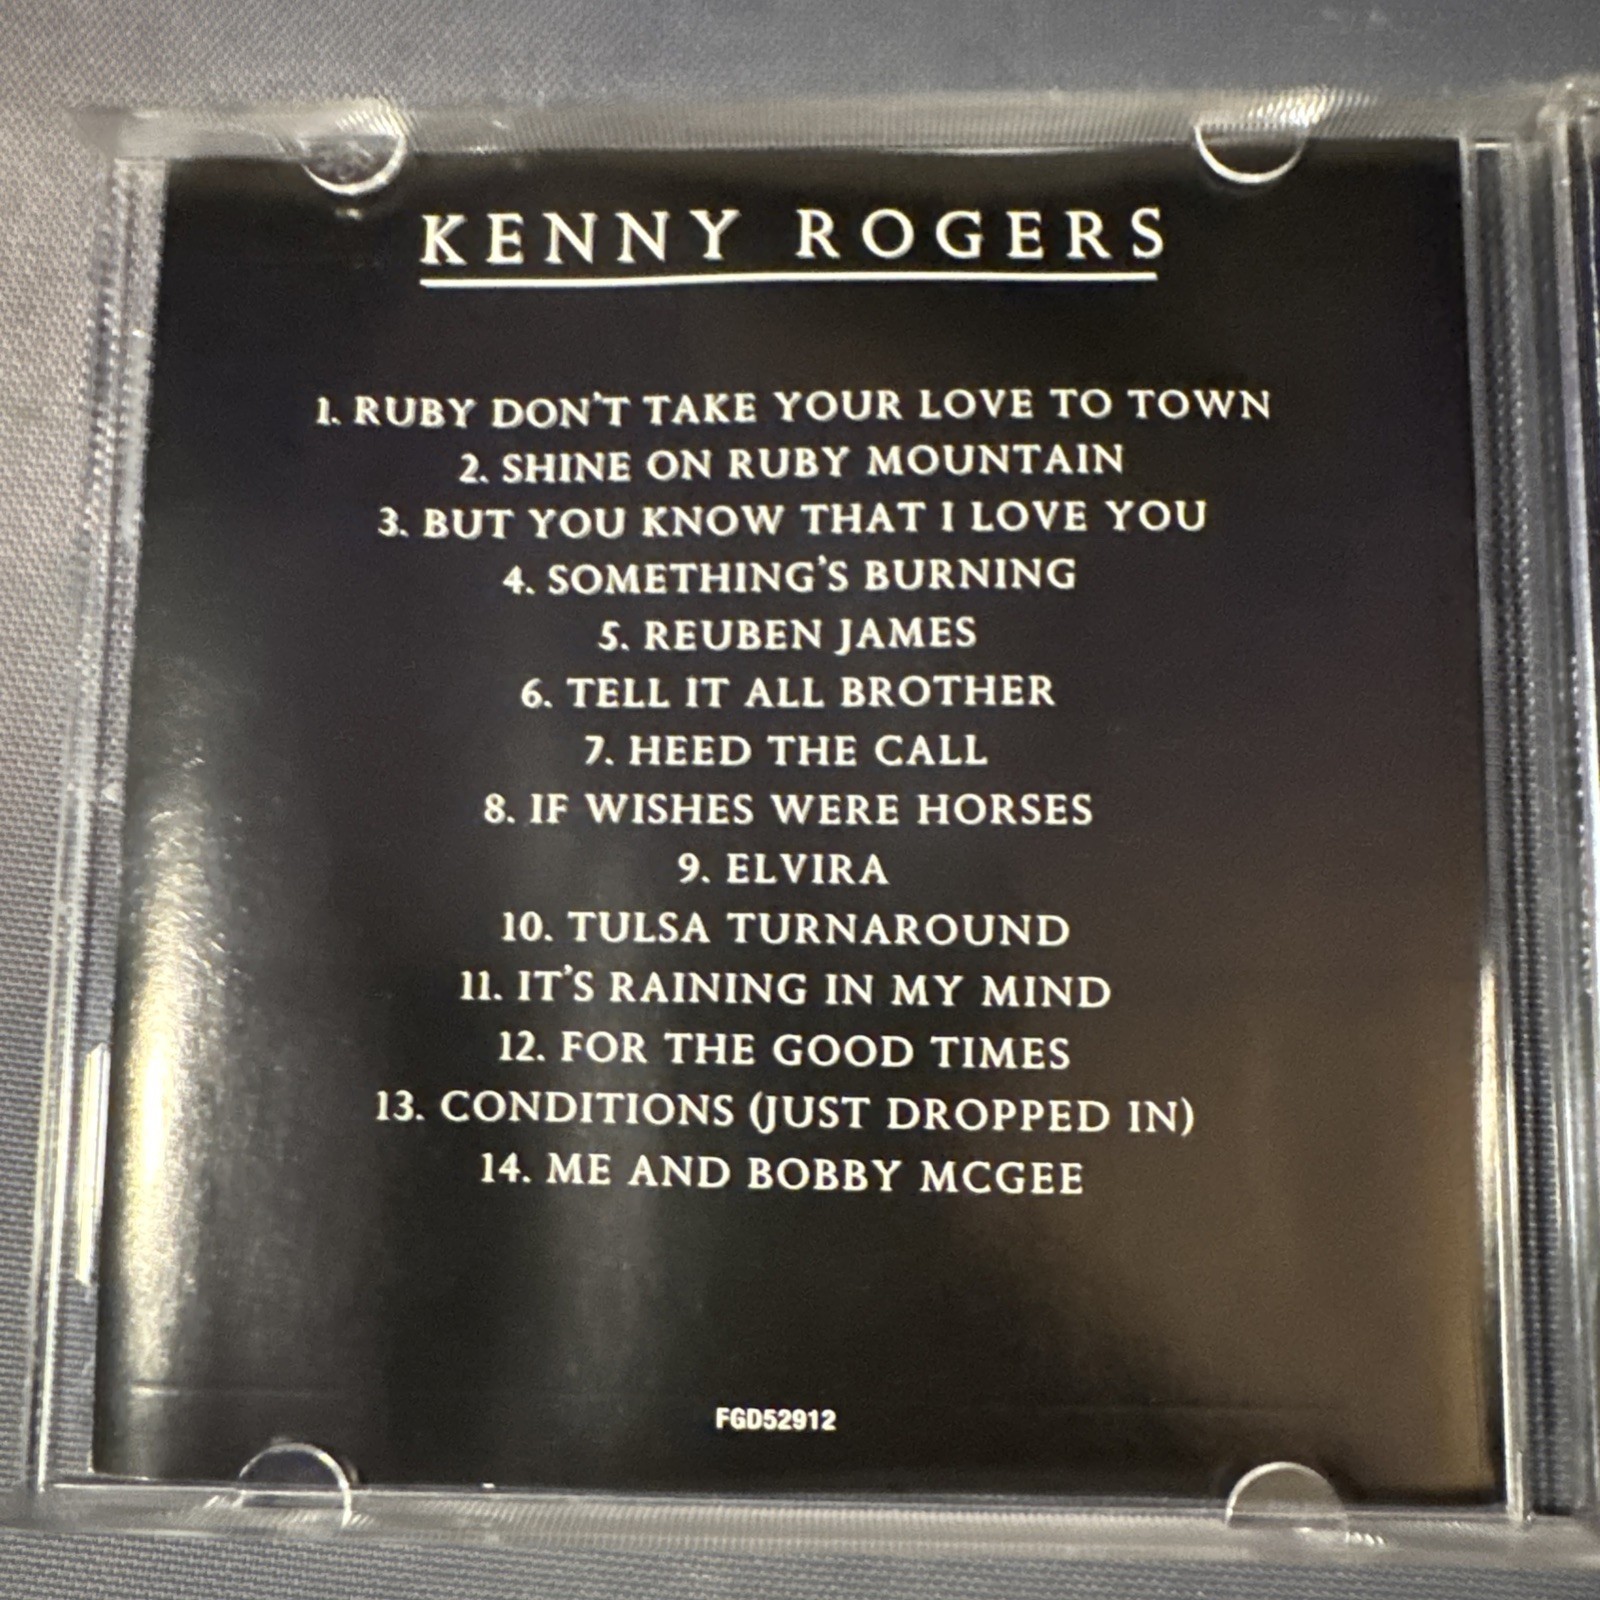 KENNY ROGERS
1. RUBY DON'T TAKE YOUR LOVE TO TOWN
2. SHINE ON RUBY MOUNTAIN
3. BUT YOU KNOW THAT I LOVE YOU
4. SOMETHING'S BURNING
5. REUBEN JAMES
6. TELL IT ALL BROTHER
7. HEED THE CALL
8. IF WISHES WERE HORSES
9. ELVIRA
10. TULSA TURNAROUND
11. IT'S RAINING IN MY MIND
12. FOR THE GOOD TIMES
13. CONDITIONS (JUST DROPPED IN)
14. ME AND BOBBY MCGEE
FGD52912